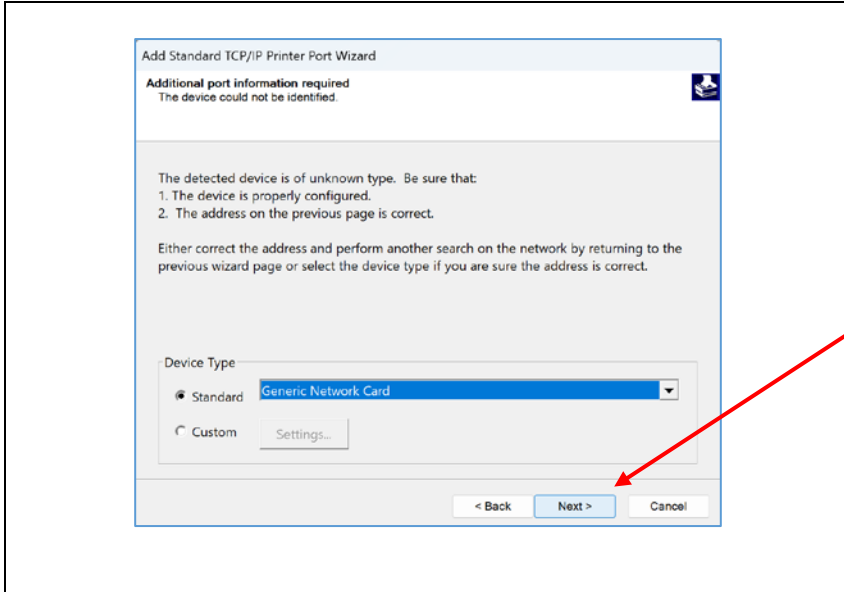 Add Standard TCP/IP Printer Port Wizard
Additional port information required
The device could not be identified.
The detected device is of unknown type.  Be sure that:
1. The device is properly configured.
2.  The address on the previous page is correct.
Either correct the address and perform another search on the network by returning to the
previous wizard page or select the device type if you are sure the address is correct.
Device Type
Standard
Generic Network Card
Custom
Settings...
< Back
Next >
Cancel